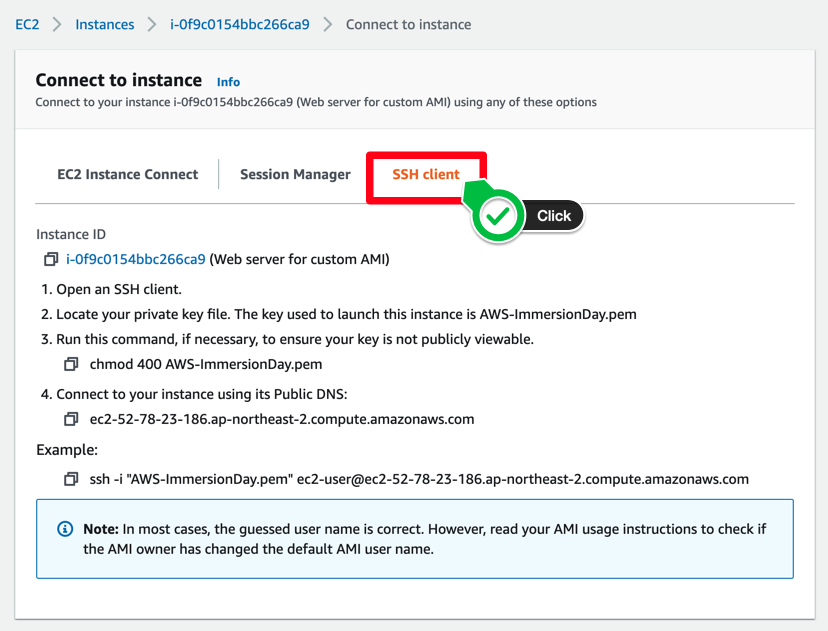 EC2 > Instances > i-0f9c0154bbc266ca9 > Connect to instance
Connect to instance Info
Connect to your instance i-0f9c0154bbc266ca9 (Web server for custom AMI) using any of these options
EC2 Instance Connect Session Manager SSH client
Click
Instance ID
i-0f9c0154bbc266ca9 (Web server for custom AMI)
1. Open an SSH client.
2. Locate your private key file. The key used to launch this instance is AWS-ImmersionDay.pem
3. Run this command, if necessary, to ensure your key is not publicly viewable.
chmod 400 AWS-ImmersionDay.pem
4. Connect to your instance using its Public DNS:
ec2-52-78-23-186.ap-northeast-2.compute.amazonaws.com
Example:
ssh -i "AWS-ImmersionDay.pem" ec2-user@ec2-52-78-23-186.ap-northeast-2.compute.amazonaws.com
Note: In most cases, the guessed user name is correct. However, read your AMI usage instructions to check if
the AMI owner has changed the default AMI user name.